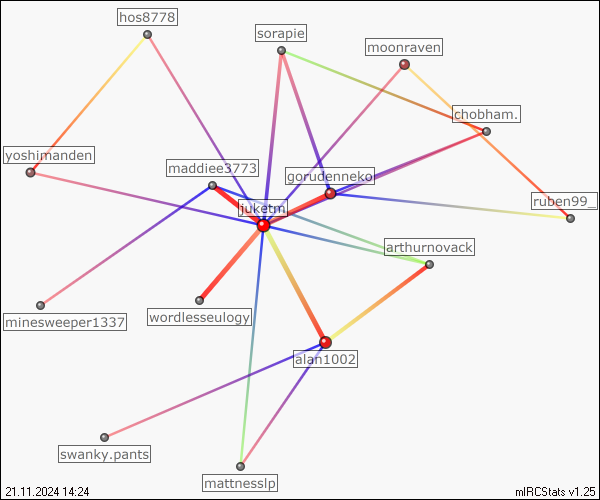 hos8778
sorapie
moonraven
chobham.
yoshimanden
maddiee3773
gorudenneko
juketm
ruben99_
arthurnovack
minesweeper1337
wordlesseulogy
alan1002
swanky.pants
mattnesslp
21.11.2024 14:24
mIRCStats v1.25